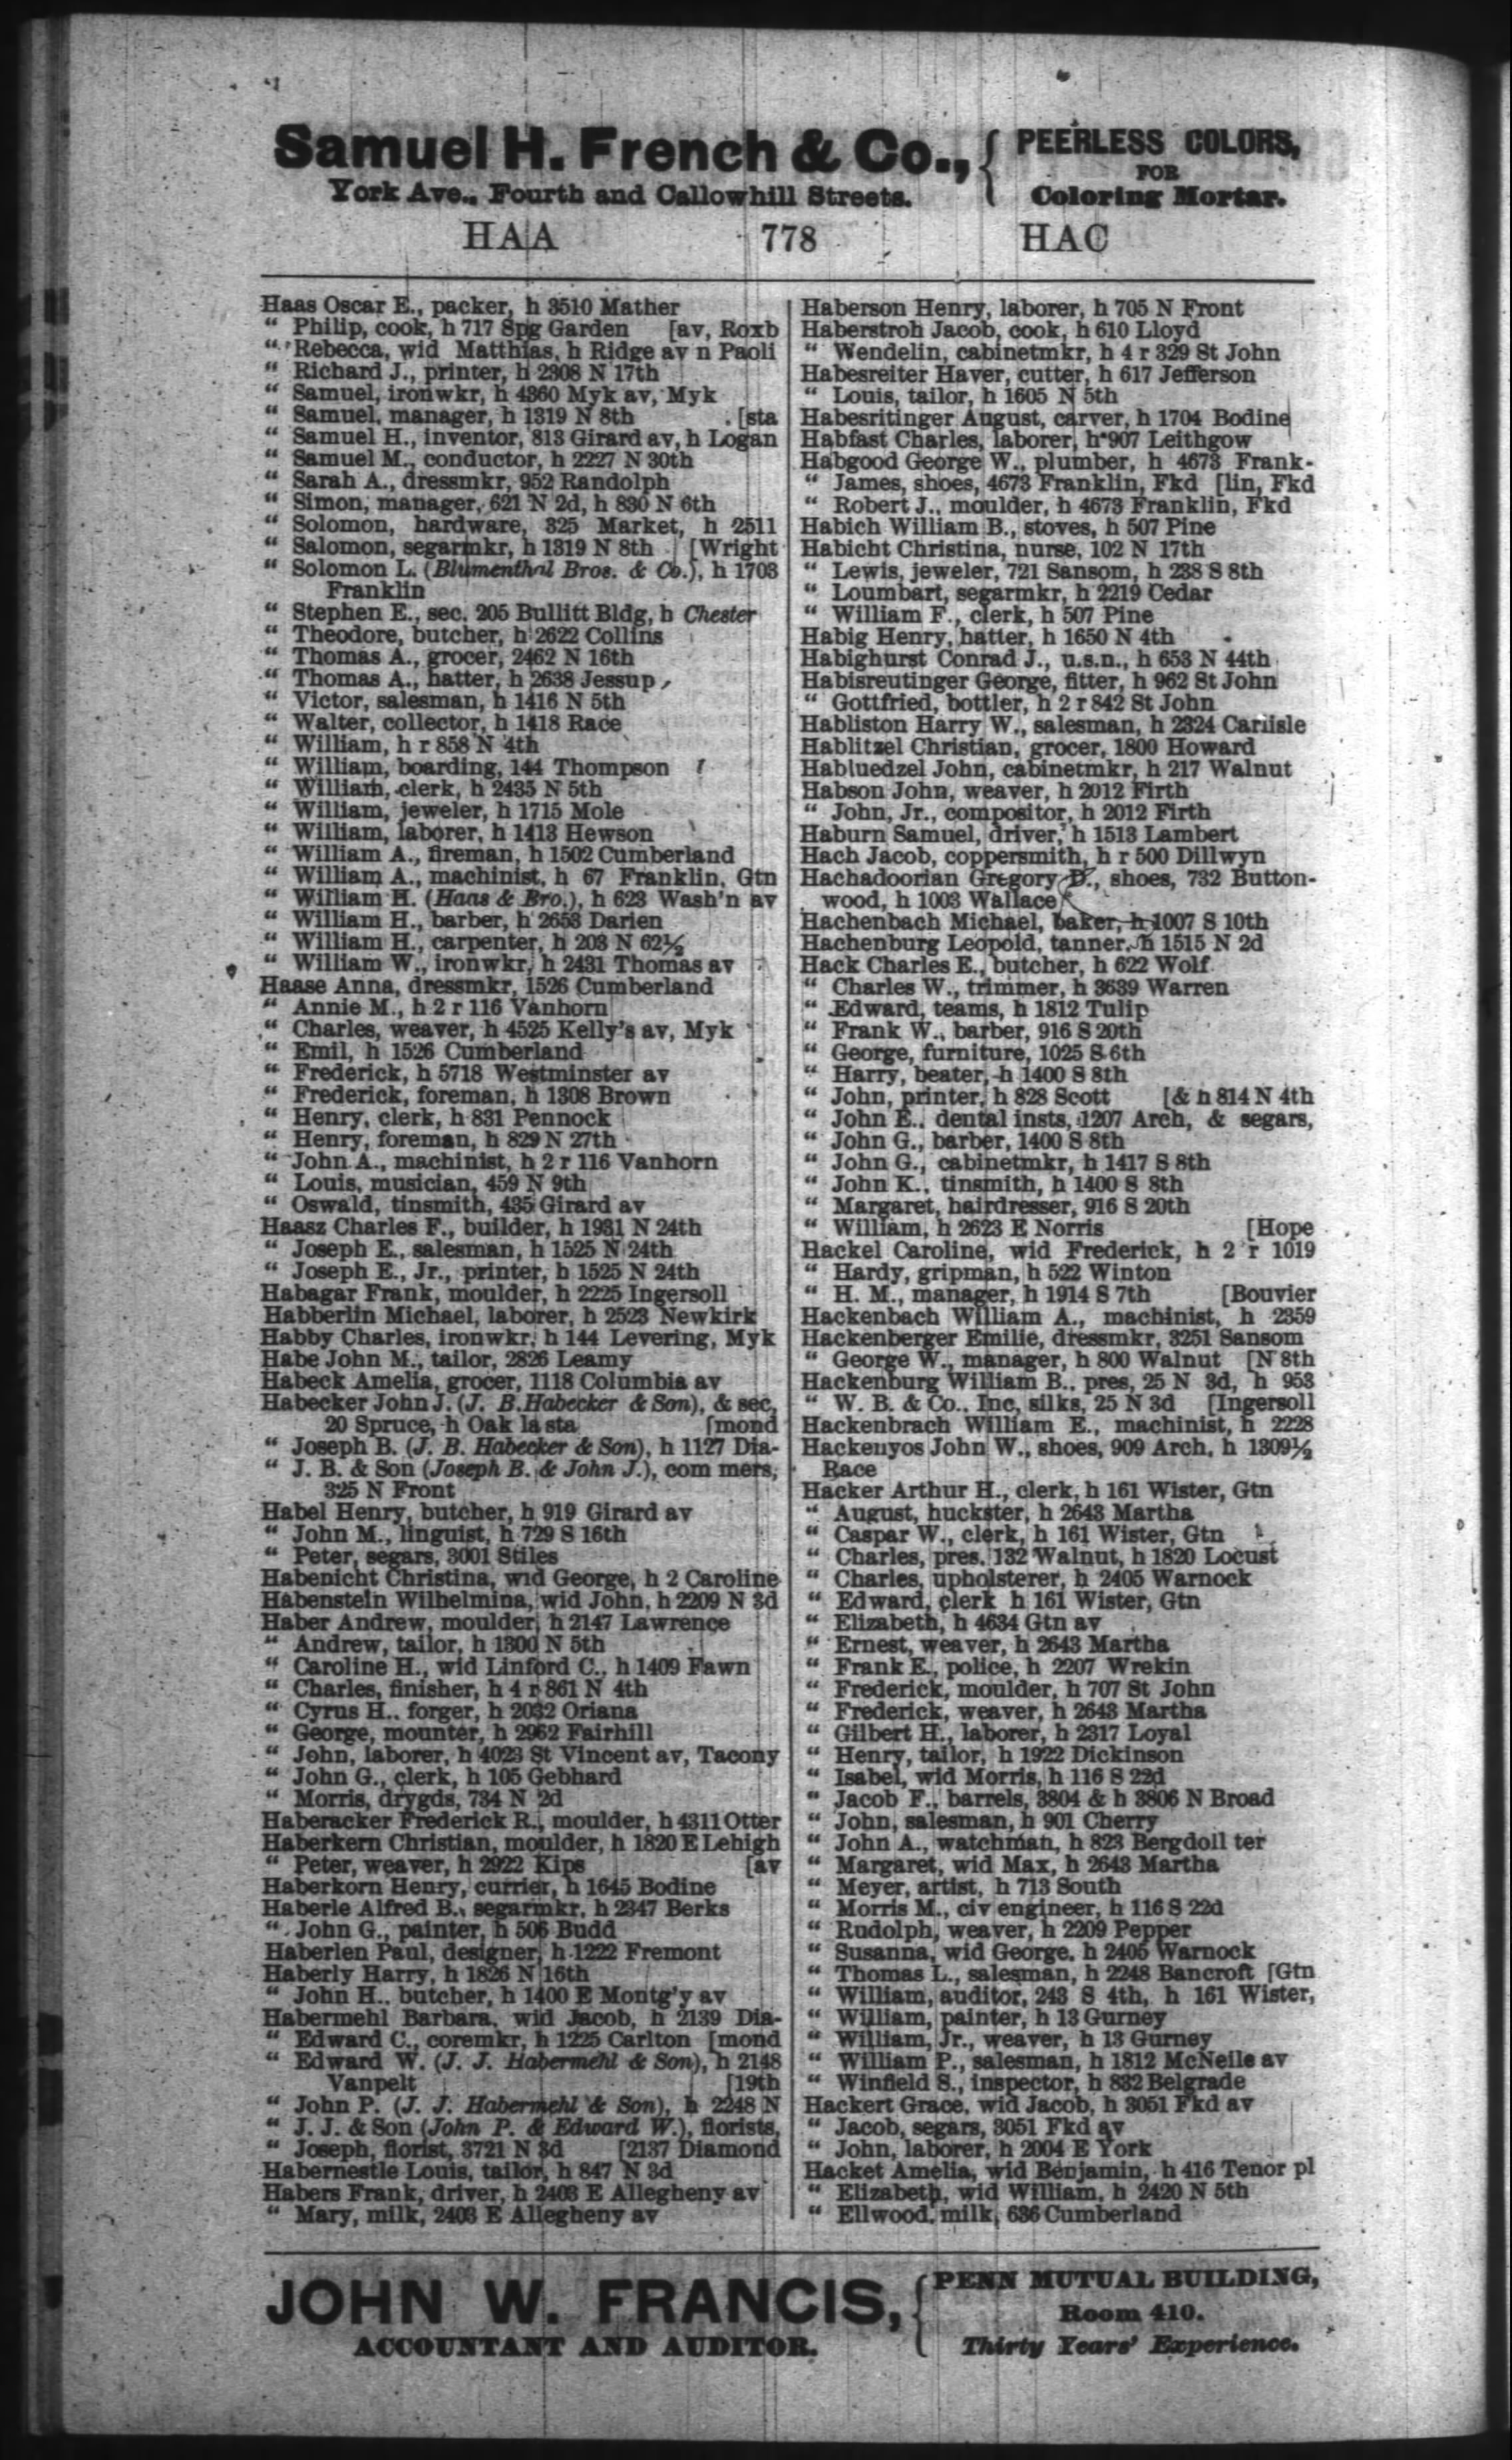 Samuel H. French & Co., { PEERLESS COLORS,
FOR
York Ave., Fourth and Callowhill Streets. Coloring Mortar.
HAA 778 HAC
Haas Oscar E., packer, h 3510 Mather
“ Philip, cook, h 717 Spg Garden [av, Roxb
“ Rebecca, wid Matthias, h Ridge av n Paoli
“ Richard J., printer, h 2308 N 17th
“ Samuel, ironwkr, h 4360 Myk av, Myk
“ Samuel, manager, h 1319 N 8th [sta
“ Samuel H., inventor, 813 Girard av, h Logan
“ Samuel M., conductor, h 2227 N 30th
“ Sarah A., dressmkr, 952 Randolph
“ Simon, manager, 621 N 2d, h 830 N 6th
“ Solomon, hardware, 325 Market, h 2511
“ Salomon, segarmkr, h 1319 N 8th [Wright
“ Solomon L. (Blumenthal Bros. & Co.), h 1703
Franklin
“ Stephen E., sec, 205 Bullitt Bldg, h Chester
“ Theodore, butcher, h 2622 Collins
“ Thomas A., grocer, 2462 N 16th
“ Thomas A., hatter, h 2638 Jessup
“ Victor, salesman, h 1416 N 5th
“ Walter, collector, h 1418 Race
“ William, h r 858 N 4th
“ William, boarding, 144 Thompson
“ William, clerk, h 2435 N 5th
“ William, jeweler, h 1715 Mole
“ William, laborer, h 1413 Hewson
“ William A., fireman, h 1502 Cumberland
“ William A., machinist, h 67 Franklin, Gtn
“ William H. (Haas & Bro.), h 623 Wash'n av
“ William H., barber, h 2653 Darien
“ William H., carpenter, h 203 N 62½
“ William W., ironwkr, h 2431 Thomas av
Haase Anna, dressmkr, 1526 Cumberland
“ Annie M., h 2 r 116 Vanhorn
“ Charles, weaver, h 4525 Kelly's av, Myk
“ Emil, h 1526 Cumberland
“ Frederick, h 5718 Westminster av
“ Frederick, foreman, h 1308 Brown
“ Henry, clerk, h 831 Pennock
“ Henry, foreman, h 829 N 27th
“ John A., machinist, h 2 r 116 Vanhorn
“ Louis, musician, 459 N 9th
“ Oswald, tinsmith, 435 Girard av
Haasz Charles F., builder, h 1931 N 24th
“ Joseph E., salesman, h 1525 N 24th
“ Joseph E., Jr., printer, h 1525 N 24th
Habagar Frank, moulder, h 2225 Ingersoll
Habberlin Michael, laborer, h 2523 Newkirk
Habby Charles, ironwkr, h 144 Levering, Myk
Habe John M., tailor, 2826 Leamy
Habeck Amelia, grocer, 1118 Columbia av
Habecker John J. (J. B. Habecker & Son), & sec,
20 Spruce, h Oak la sta [mond
“ Joseph B. (J. B. Habecker & Son), h 1127 Dia-
“ J. B. & Son (Joseph B. & John J.), com mers,
325 N Front
Habel Henry, butcher, h 919 Girard av
“ John M., linguist, h 729 S 16th
“ Peter, segars, 3001 Stiles
Habenicht Christina, wid George, h 2 Caroline
Habenstein Wilhelmina, wid John, h 2209 N 3d
Haber Andrew, moulder, h 2147 Lawrence
“ Andrew, tailor, h 1300 N 5th
“ Caroline H., wid Linford C., h 1409 Fawn
“ Charles, finisher, h 4 r 861 N 4th
“ Cyrus H., forger, h 2032 Oriana
“ George, mounter, h 2962 Fairhill
“ John, laborer, h 4023 St Vincent av, Tacony
“ John G., clerk, h 105 Gebhard
“ Morris, drygds, 734 N 2d
Haberacker Frederick R., moulder, h 4311 Otter
Haberkern Christian, moulder, h 1820 E Lehigh
“ Peter, weaver, h 2922 Kips [av
Haberkorn Henry, currier, h 1645 Bodine
Haberle Alfred B., segarmkr, h 2347 Berks
“ John G., painter, h 506 Budd
Haberlen Paul, designer, h 1222 Fremont
Haberly Harry, h 1826 N 16th
“ John H., butcher, h 1400 E Montg'y av
Habermehl Barbara, wid Jacob, h 2139 Dia-
“ Edward C., coremkr, h 1225 Carlton [mond
“ Edward W. (J. J. Habermehl & Son), h 2148
Vanpelt [19th
“ John P. (J. J. Habermehl & Son), h 2248 N
“ J. J. & Son (John P. & Edward W.), florists,
“ Joseph, florist, 3721 N 3d [2137 Diamond
Habernestle Louis, tailor, h 847 N 3d
Habers Frank, driver, h 2403 E Allegheny av
“ Mary, milk, 2403 E Allegheny av
Haberson Henry, laborer, h 705 N Front
Haberstroh Jacob, cook, h 610 Lloyd
“ Wendelin, cabinetmkr, h 4 r 329 St John
Habesreiter Haver, cutter, h 617 Jefferson
“ Louis, tailor, h 1605 N 5th
Habesritinger August, carver, h 1704 Bodine
Habfast Charles, laborer, h 907 Leithgow
Habgood George W., plumber, h 4673 Frank-
“ James, shoes, 4673 Franklin, Fkd [lin, Fkd
“ Robert J., moulder, h 4673 Franklin, Fkd
Habich William B., stoves, h 507 Pine
Habicht Christina, nurse, 102 N 17th
“ Lewis, jeweler, 721 Sansom, h 238 S 8th
“ Loumbart, segarmkr, h 2219 Cedar
“ William F., clerk, h 507 Pine
Habig Henry, hatter, h 1650 N 4th
Habighurst Conrad J., u.s.n., h 653 N 44th
Habisreutinger George, fitter, h 962 St John
“ Gottfried, bottler, h 2 r 842 St John
Habliston Harry W., salesman, h 2324 Carlisle
Hablitzel Christian, grocer, 1800 Howard
Habluedzel John, cabinetmkr, h 217 Walnut
Habson John, weaver, h 2012 Firth
“ John, Jr., compositor, h 2012 Firth
Haburn Samuel, driver, h 1513 Lambert
Hach Jacob, coppersmith, h r 500 Dillwyn
Hachadoorian Gregory D., shoes, 732 Button-
wood, h 1003 Wallace
Hachenbach Michael, baker, h 1007 S 10th
Hachenburg Leopold, tanner, h 1515 N 2d
Hack Charles E., butcher, h 622 Wolf
“ Charles W., trimmer, h 3639 Warren
“ Edward, teams, h 1812 Tulip
“ Frank W., barber, 916 S 20th
“ George, furniture, 1025 S 6th
“ Harry, beater, h 1400 S 8th
“ John, printer, h 828 Scott [& h 814 N 4th
“ John E., dental insts, 1207 Arch, & segars,
“ John G., barber, 1400 S 8th
“ John G., cabinetmkr, h 1417 S 8th
“ John K., tinsmith, h 1400 S 8th
“ Margaret, hairdresser, 916 S 20th
“ William, h 2623 E Norris [Hope
Hackel Caroline, wid Frederick, h 2 r 1019
“ Hardy, gripman, h 522 Winton
“ H. M., manager, h 1914 S 7th [Bouvier
Hackenbach William A., machinist, h 2359
Hackenberger Emilie, dressmkr, 3251 Sansom
“ George W., manager, h 800 Walnut [N 8th
Hackenburg William B., pres, 25 N 3d, h 953
“ W. B. & Co., Inc, silks, 25 N 3d [Ingersoll
Hackenbrach William E., machinist, h 2228
Hackenyos John W., shoes, 909 Arch, h 1309½
Race
Hacker Arthur H., clerk, h 161 Wister, Gtn
“ August, huckster, h 2643 Martha
“ Caspar W., clerk, h 161 Wister, Gtn
“ Charles, pres, 132 Walnut, h 1820 Locust
“ Charles, upholsterer, h 2405 Warnock
“ Edward, clerk h 161 Wister, Gtn
“ Elizabeth, h 4634 Gtn av
“ Ernest, weaver, h 2643 Martha
“ Frank E., police, h 2207 Wrekin
“ Frederick, moulder, h 707 St John
“ Frederick, weaver, h 2643 Martha
“ Gilbert H., laborer, h 2317 Loyal
“ Henry, tailor, h 1922 Dickinson
“ Isabel, wid Morris, h 116 S 22d
“ Jacob F., barrels, 3804 & h 3806 N Broad
“ John, salesman, h 901 Cherry
“ John A., watchman, h 823 Bergdoll ter
“ Margaret, wid Max, h 2643 Martha
“ Meyer, artist, h 713 South
“ Morris M., civ engineer, h 116 S 22d
“ Rudolph, weaver, h 2209 Pepper
“ Susanna, wid George, h 2405 Warnock
“ Thomas L., salesman, h 2248 Bancroft [Gtn
“ William, auditor, 243 S 4th, h 161 Wister,
“ William, painter, h 13 Gurney
“ William, Jr., weaver, h 13 Gurney
“ William P., salesman, h 1812 McNeile av
“ Winfield S., inspector, h 832 Belgrade
Hackert Grace, wid Jacob, h 3051 Fkd av
“ Jacob, segars, 3051 Fkd av
“ John, laborer, h 2004 E York
Hacket Amelia, wid Benjamin, h 416 Tenor pl
“ Elizabeth, wid William, h 2420 N 5th
“ Ellwood, milk, 636 Cumberland
JOHN W. FRANCIS, { PENN MUTUAL BUILDING,
Room 410.
ACCOUNTANT AND AUDITOR. Thirty Years' Experience.